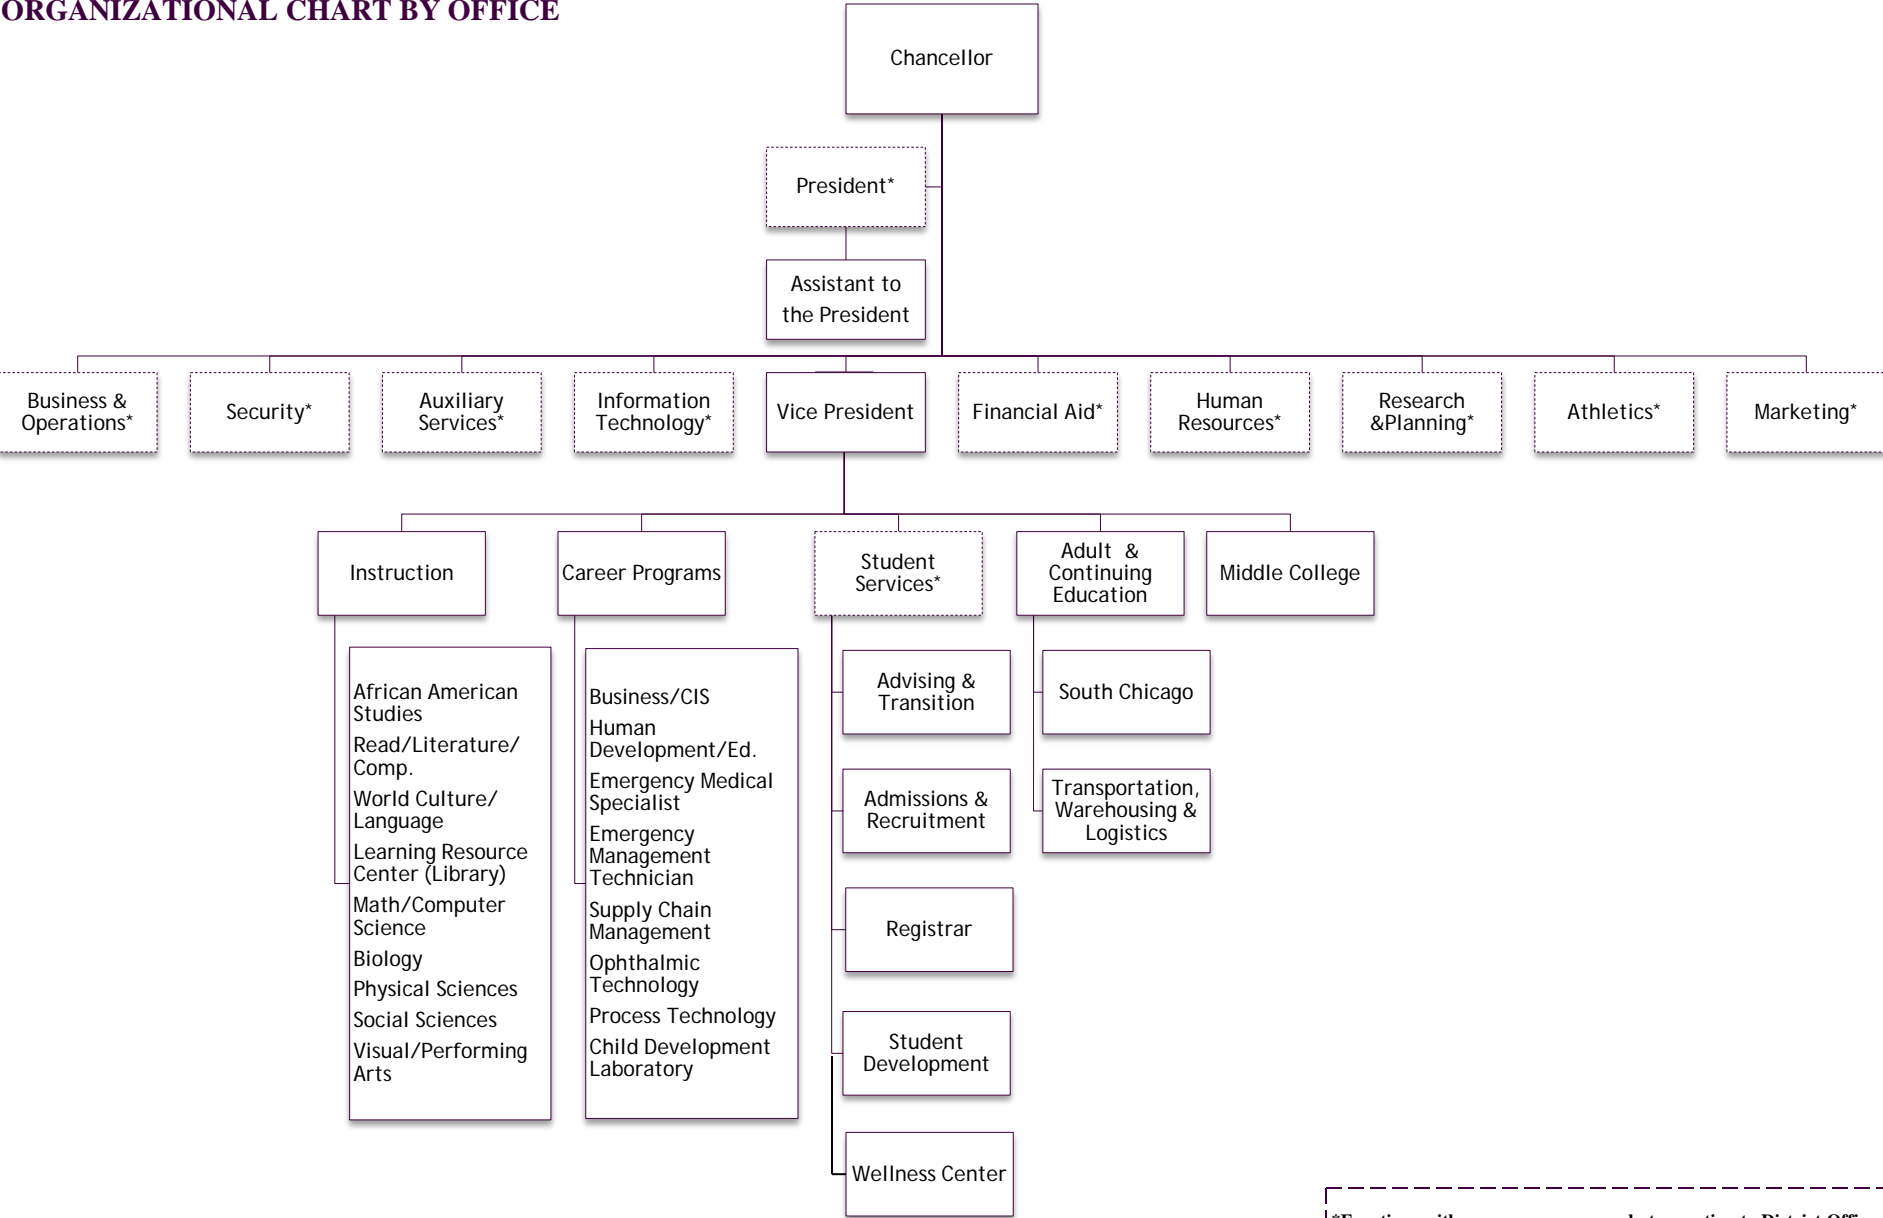 ORGANIZATIONAL CHART BY OFFICE
Chancellor
President*
Assistant to
the President
Business &
Operations*
Security*
Auxiliary
Services*
Information
Technology*
Vice President
Financial Aid*
Human
Resources*
Research
&Planning*
Athletics*
Marketing*
Instruction
Career Programs
Student
Services*
Adult &
Continuing
Education
Middle College
African American
Studies
Read/Literature/
Comp.
World Culture/
Language
Learning Resource
Center (Library)
Math/Computer
Science
Biology
Physical Sciences
Social Sciences
Visual/Performing
Arts
Business/CIS
Human
Development/Ed.
Emergency Medical
Specialist
Emergency
Management
Technician
Supply Chain
Management
Ophthalmic
Technology
Process Technology
Child Development
Laboratory
Advising &
Transition
Admissions &
Recruitment
Registrar
Student
Development
Wellness Center
South Chicago
Transportation,
Warehousing &
Logistics